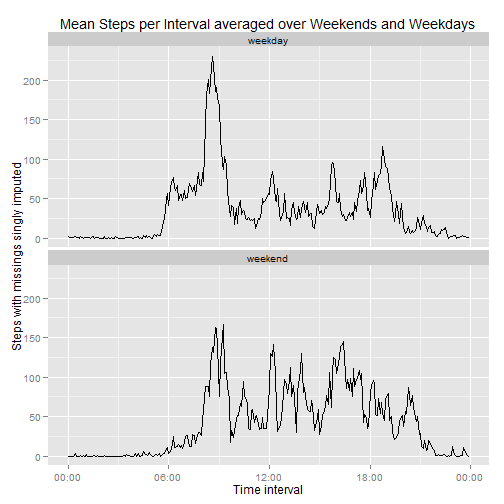 Mean Steps per Interval averaged over Weekends and Weekdays
weekday
200
150
100
50
0
weekend
200
150
100
50
0
Steps with missings singly imputed
00:00 06:00 12:00 18:00 00:00
Time interval